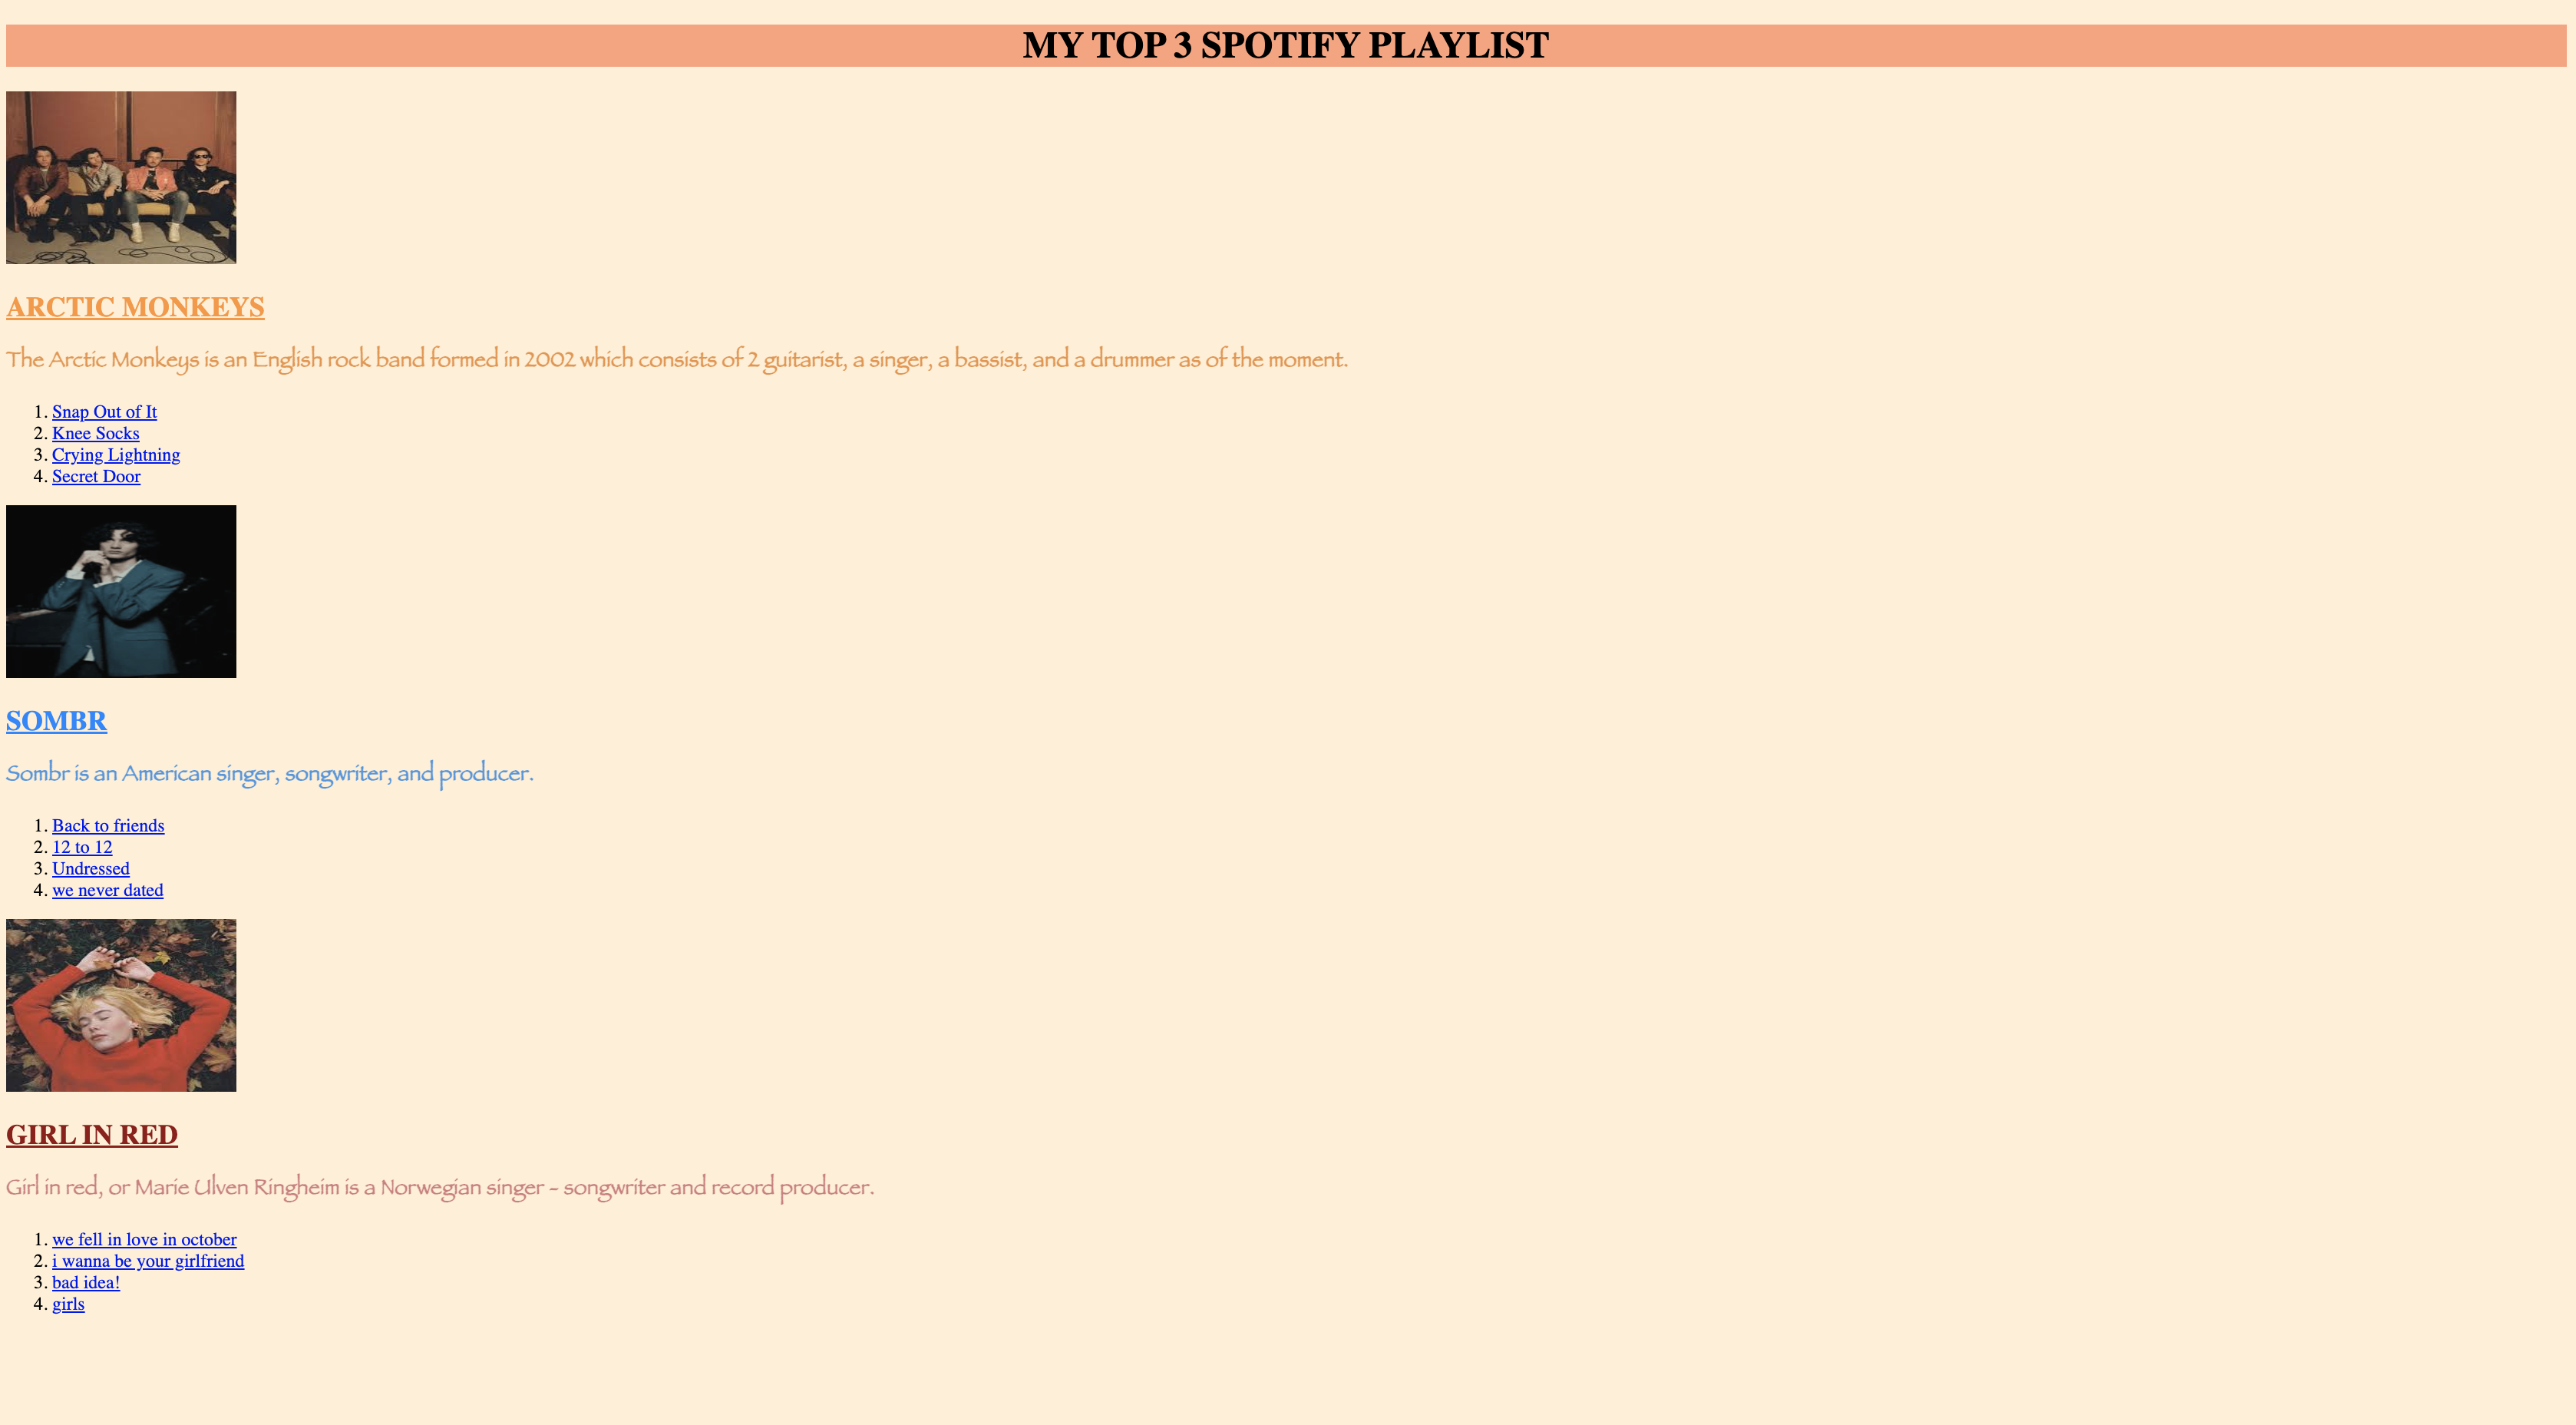 MY TOP 3 SPOTIFY PLAYLIST
ARCTIC MONKEYS
The Arctic Monkeys is an English rock band formed in 2002 which consists of 2 guitarist, a singer, a bassist, and a drummer as of the moment.
1. Snap Out of It
2. Knee Socks
3. Crying Lightning
4. Secret Door
SOMBR
Sombr is an American singer, songwriter, and producer.
1. Back to friends
2. 12 to 12
3. Undressed
4. we never dated
GIRL IN RED
Girl in red, or Marie Ulven Ringheim is a Norwegian singer - songwriter and record producer.
1. we fell in love in october
2. i wanna be your girlfriend
3. bad idea!
4. girls